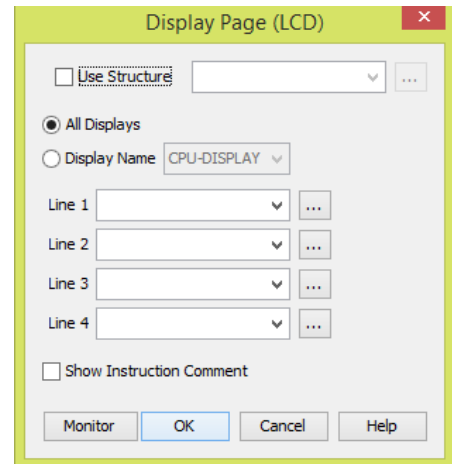 Display Page (LCD)
Use Structure ...
All Displays
Display Name CPU-DISPLAY
Line 1 ...
Line 2 ...
Line 3 ...
Line 4 ...
Show Instruction Comment
Monitor OK Cancel Help